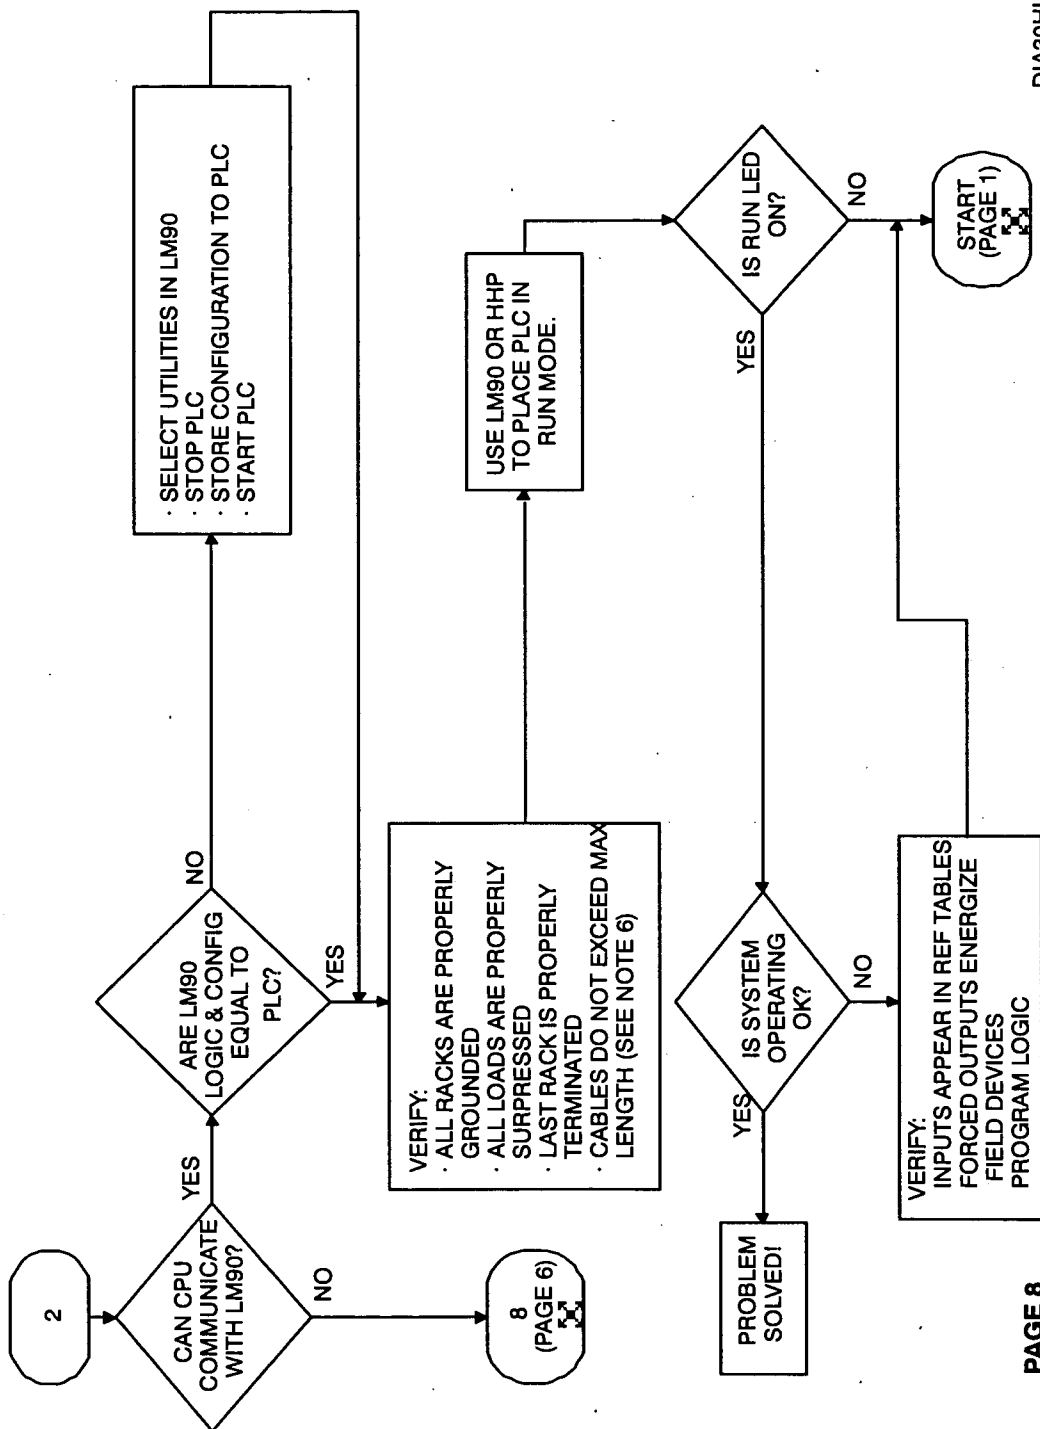 2
CAN CPU
COMMUNICATE
WITH LM90?
YES
NO
8
(PAGE 6)
ARE LM90
LOGIC & CONFIG
EQUAL TO
PLC?
NO
YES
· SELECT UTILITIES IN LM90
· STOP PLC
· STORE CONFIGURATION TO PLC
· START PLC
VERIFY:
· ALL RACKS ARE PROPERLY
GROUNDED
· ALL LOADS ARE PROPERLY
SURPRESSED
· LAST RACK IS PROPERLY
TERMINATED
· CABLES DO NOT EXCEED MAX
LENGTH (SEE NOTE 6)
USE LM90 OR HHP
TO PLACE PLC IN
RUN MODE.
IS RUN LED
ON?
YES
NO
START
(PAGE 1)
IS SYSTEM
OPERATING
OK?
YES
NO
PROBLEM
SOLVED!
VERIFY:
INPUTS APPEAR IN REF TABLES
FORCED OUTPUTS ENERGIZE
FIELD DEVICES
PROGRAM LOGIC
PAGE 8